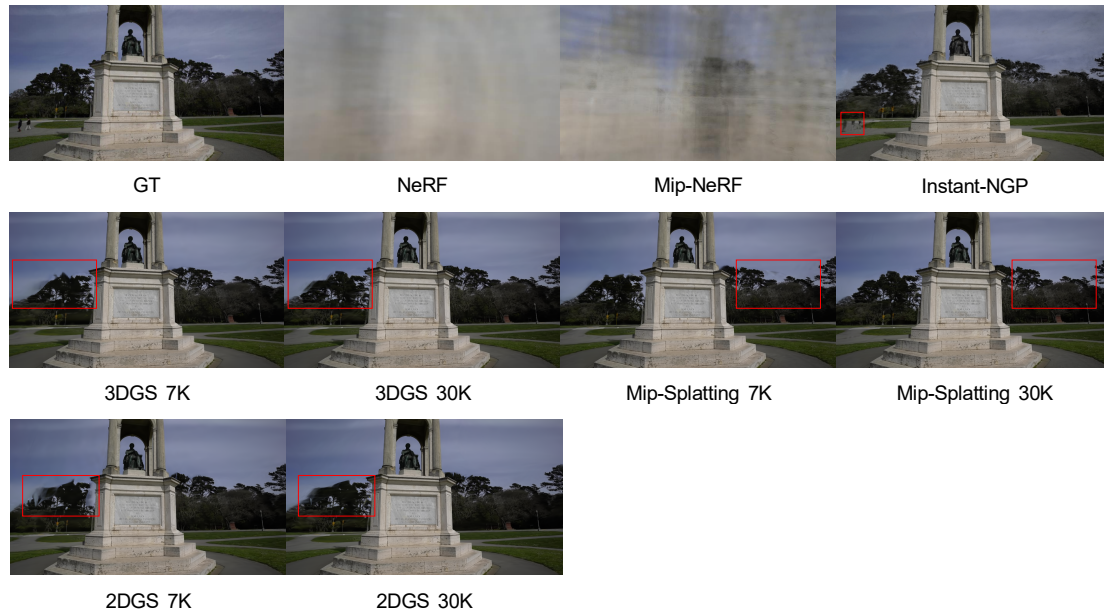 GT
NeRF
Mip-NeRF
Instant-NGP
3DGS 7K
3DGS 30K
Mip-Splatting 7K
Mip-Splatting 30K
2DGS 7K
2DGS 30K